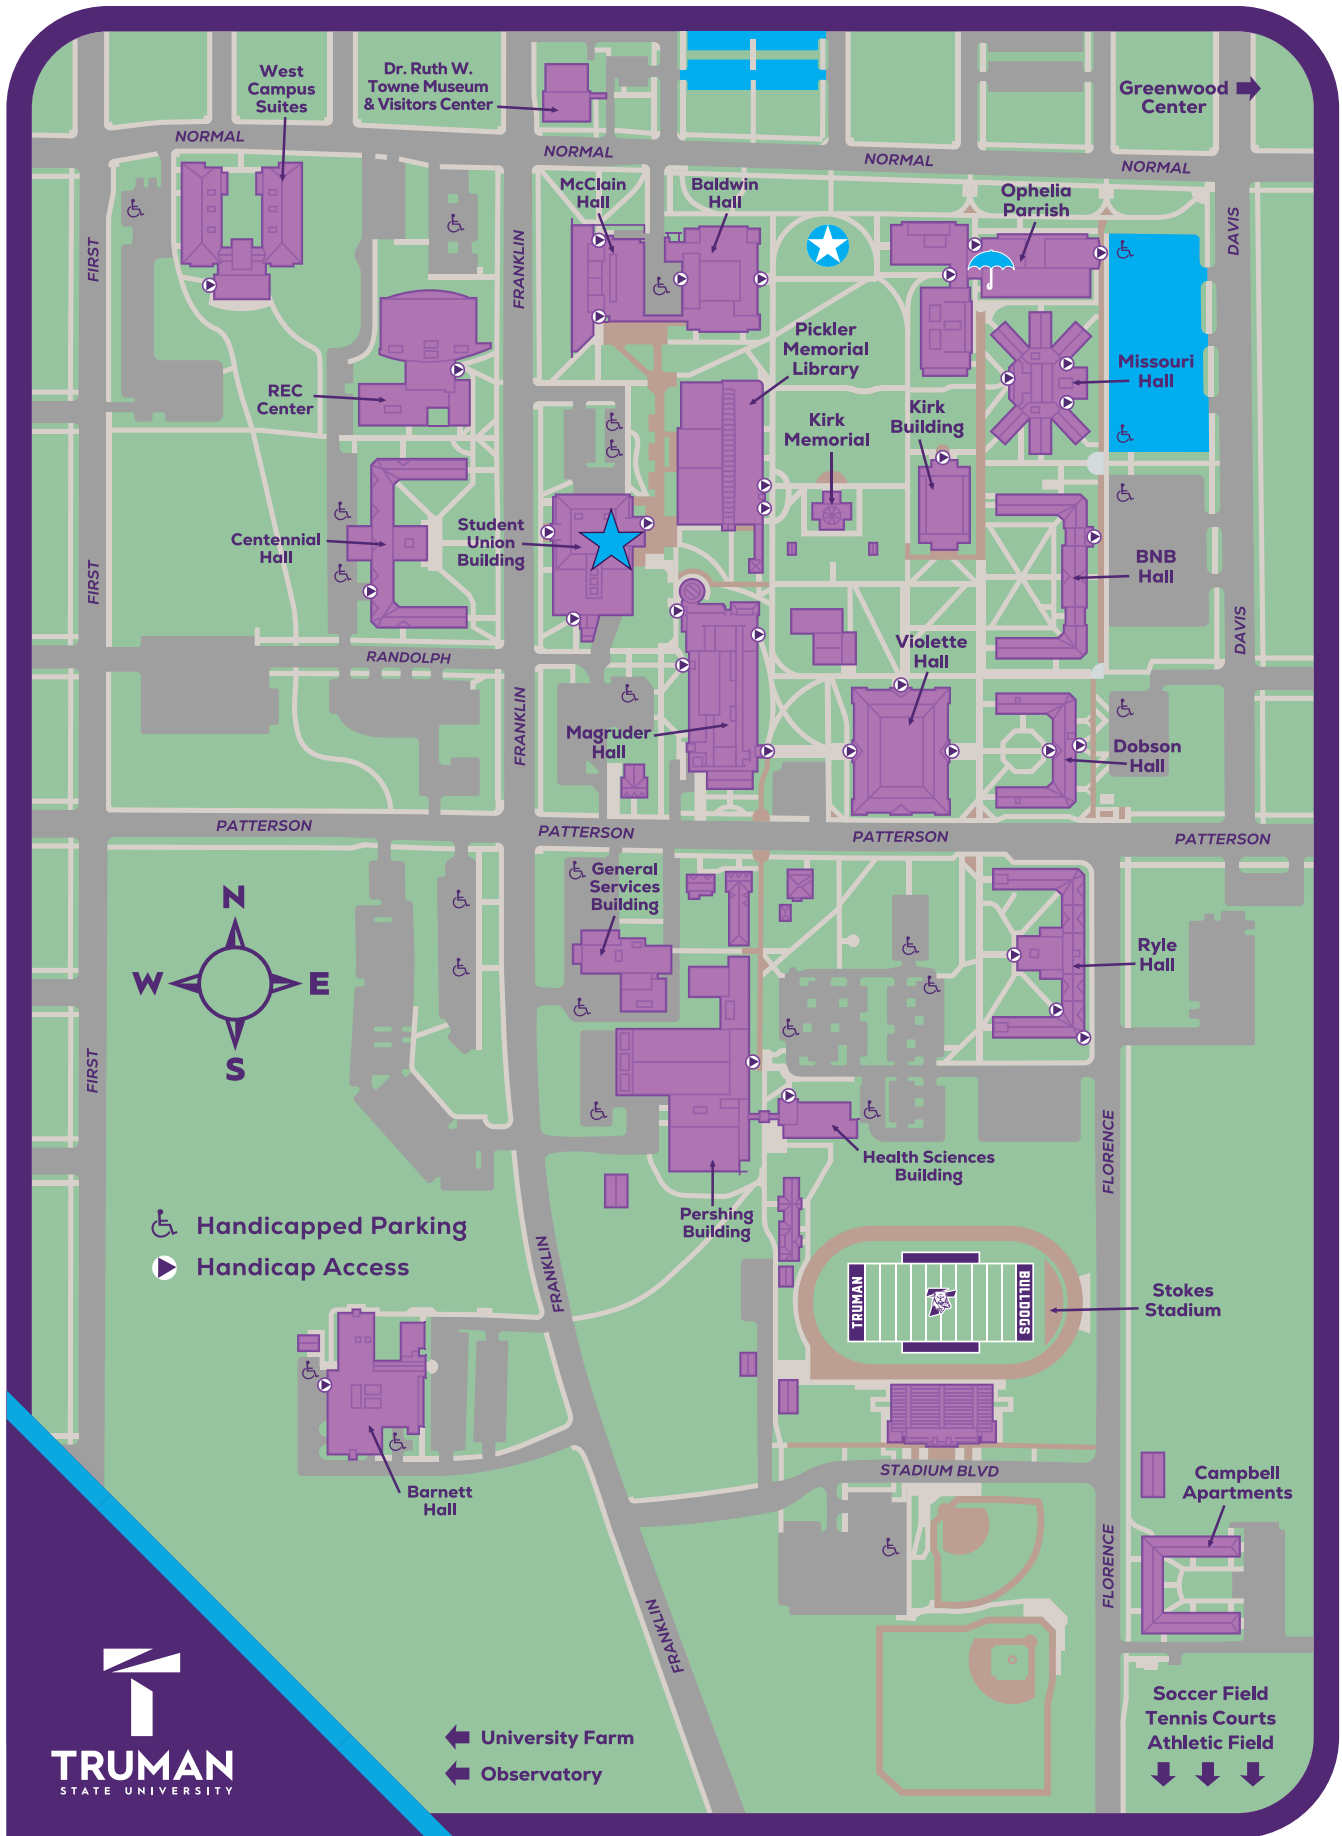 West
Campus
Suites
Dr. Ruth W.
Towne Museum
& Visitors Center
Greenwood
Center
NORMAL
NORMAL
NORMAL
NORMAL
McClain
Hall
Baldwin
Hall
Ophelia
Parrish
FIRST
FRANKLIN
DAVIS
Pickler
Memorial
Library
Missouri
Hall
REC
Center
Kirk
Memorial
Kirk
Building
Student
Union
Building
Centennial
Hall
BNB
Hall
FIRST
DAVIS
RANDOLPH
Violette
Hall
FRANKLIN
Magruder
Hall
Dobson
Hall
PATTERSON
PATTERSON
PATTERSON
PATTERSON
General
Services
Building
N
W
E
S
Ryle
Hall
FIRST
FLORENCE
Health Sciences
Building
Pershing
Building
Handicapped Parking
Handicap Access
FRANKLIN
TRUMAN
BULLDOGS
Stokes
Stadium
Barnett
Hall
STADIUM BLVD
Campbell
Apartments
FLORENCE
FRANKLIN
Soccer Field
Tennis Courts
Athletic Field
University Farm
Observatory
TRUMAN
STATE UNIVERSITY